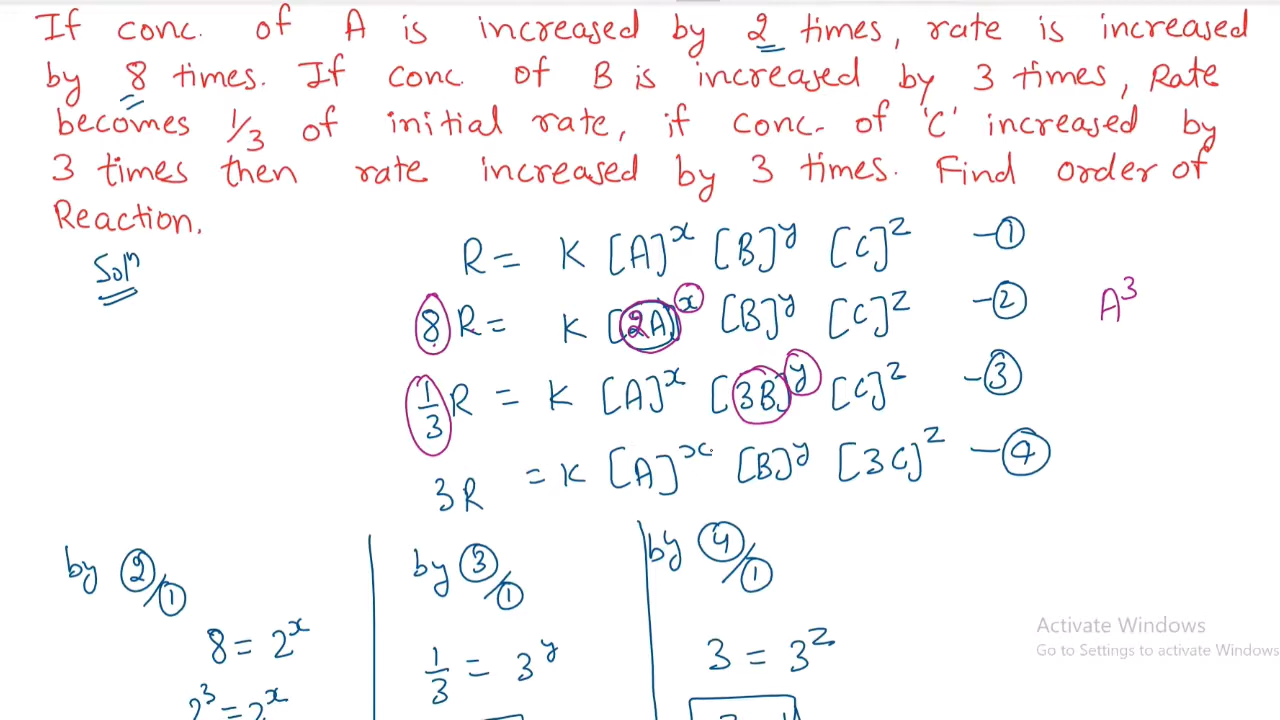 If conc. of A is increased by 2 times, rate is increased
by 8 times. If conc of B is increased by 3 times, Rate
becomes 1/3 of initial rate, if conc. of 'C' increased by
3 times then rate increased by 3 times. Find order of
Reaction.
Soln
R = K [A]^x [B]^y [C]^z -①
8R = K [2A]^x [B]^y [C]^z -②
A^3
1/3 R = K [A]^x [3B]^y [C]^z -③
3R = K [A]^x [B]^y [3C]^z -④
by ②/①
8 = 2^x
2^3 = 2^x
by ③/①
1/3 = 3^y
by ④/①
3 = 3^z
Activate Windows
Go to Settings to activate Windows